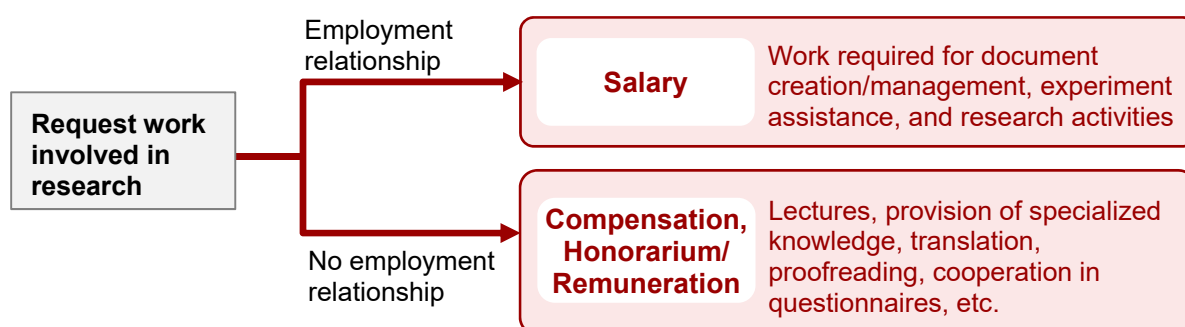 Request work
involved in
research
Employment
relationship
Salary
Work required for document
creation/management, experiment
assistance, and research activities
No employment
relationship
Compensation,
Honorarium/
Remuneration
Lectures, provision of specialized
knowledge, translation,
proofreading, cooperation in
questionnaires, etc.